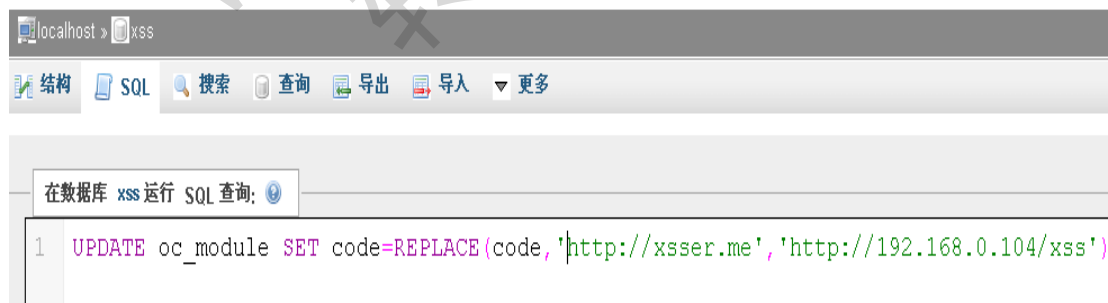 localhost » xss
结构 SQL 搜索 查询 导出 导入 更多
在数据库 xss 运行 SQL 查询:
1 UPDATE oc_module SET code=REPLACE(code,'http://xsser.me','http://192.168.0.104/xss')